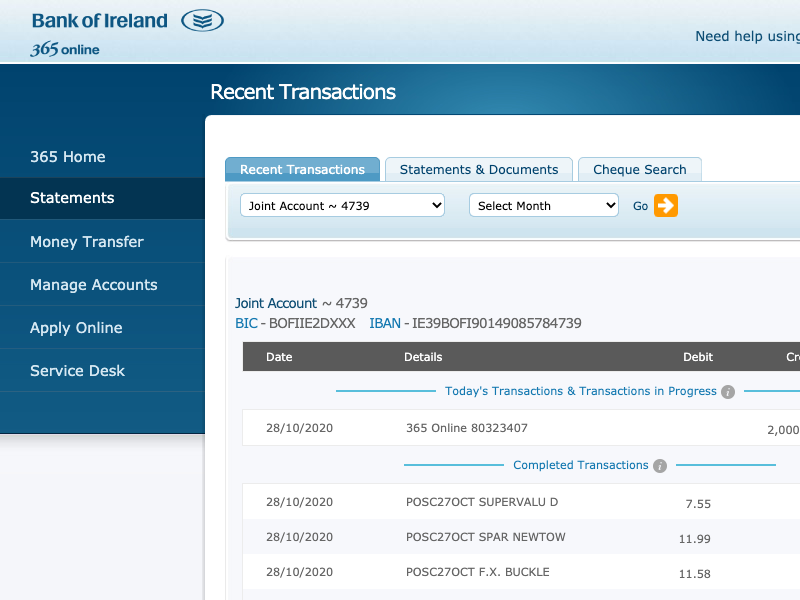 Bank of Ireland
365 online
Need help using
Recent Transactions
365 Home
Statements
Money Transfer
Manage Accounts
Apply Online
Service Desk
Recent Transactions Statements & Documents Cheque Search
Joint Account ~ 4739 Select Month Go
Joint Account ~ 4739
BIC - BOFIIE2DXXX IBAN - IE39BOFI90149085784739
Date Details Debit Cr
Today's Transactions & Transactions in Progress i
28/10/2020 365 Online 80323407 2,000
Completed Transactions i
28/10/2020 POSC27OCT SUPERVALU D 7.55
28/10/2020 POSC27OCT SPAR NEWTOW 11.99
28/10/2020 POSC27OCT F.X. BUCKLE 11.58